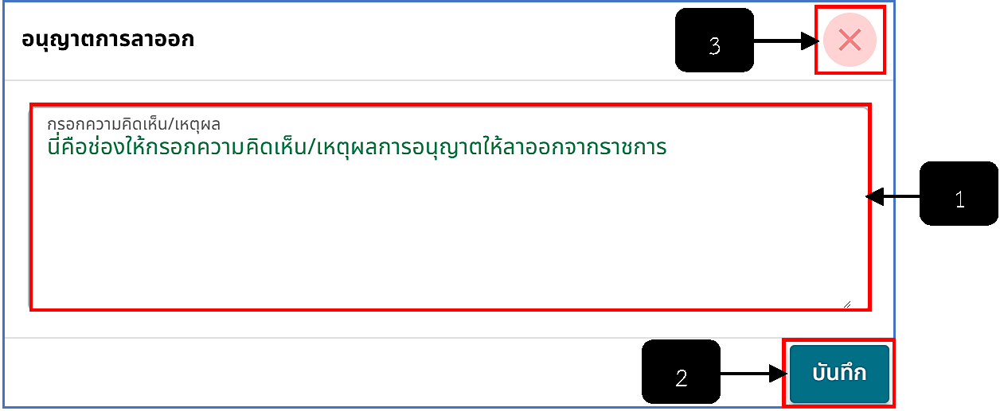 อนุญาตการลาออก
3
กรอกความคิดเห็น/เหตุผล
นี่คือช่องให้กรอกความคิดเห็น/เหตุผลการอนุญาตให้ลาออกจากราชการ
1
2
บันทึก